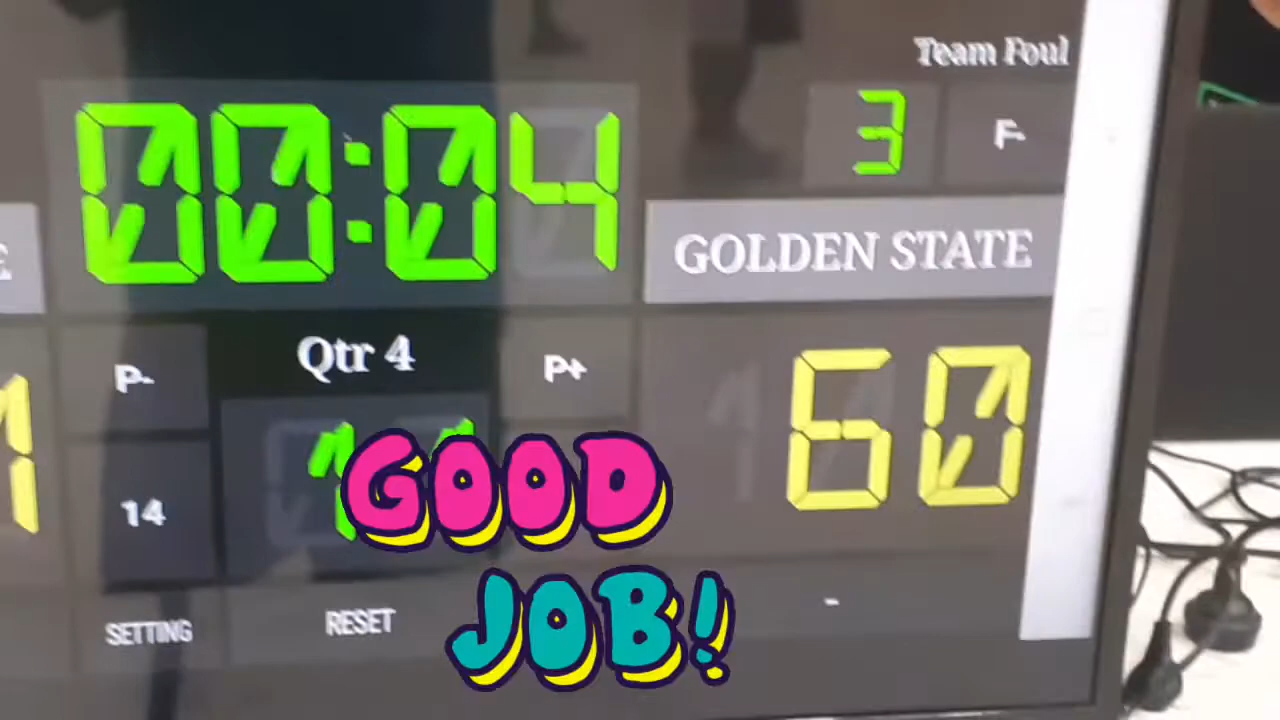 Team Foul
00:04
3
F-
GOLDEN STATE
Qtr 4
P-
P+
60
14
GOOD
JOB!
SETTING
RESET
-